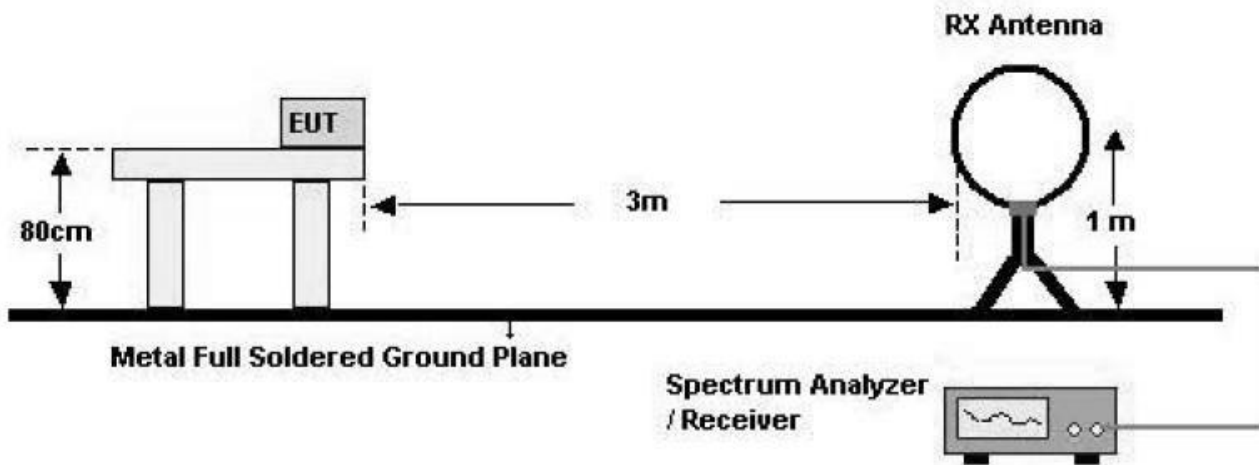 RX Antenna
EUT
3m
80cm
1 m
Metal Full Soldered Ground Plane
Spectrum Analyzer
/ Receiver